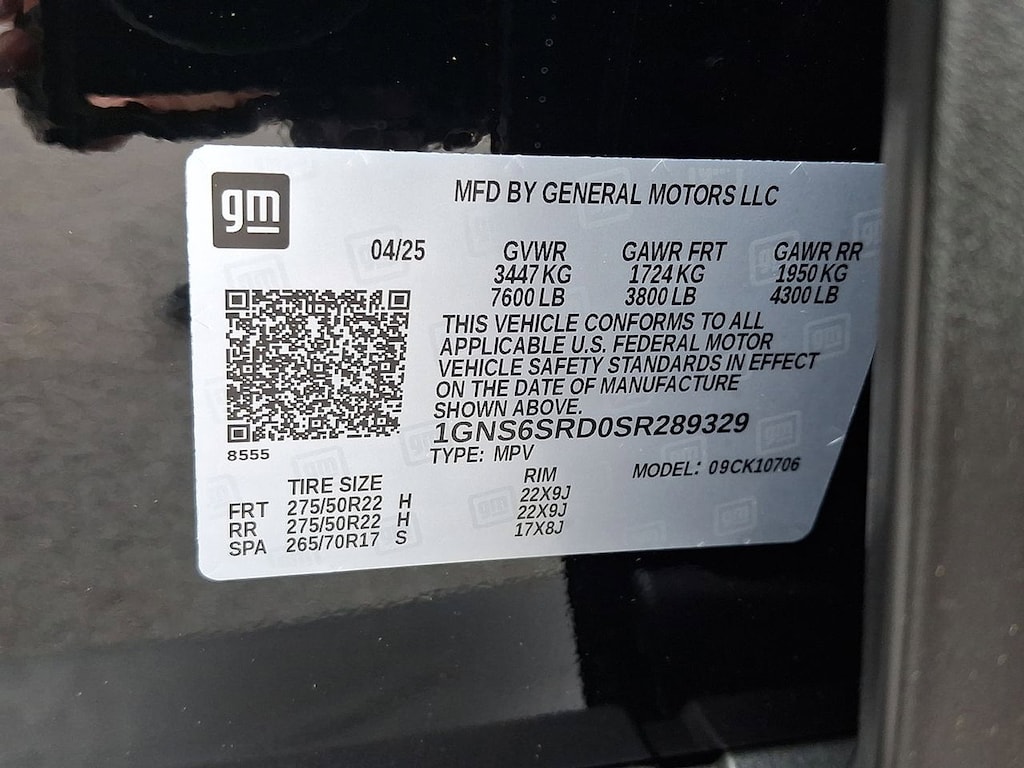 gm
MFD BY GENERAL MOTORS LLC
04/25 GVWR GAWR FRT GAWR RR
3447 KG 1724 KG 1950 KG
7600 LB 3800 LB 4300 LB
THIS VEHICLE CONFORMS TO ALL
APPLICABLE U.S. FEDERAL MOTOR
VEHICLE SAFETY STANDARDS IN EFFECT
ON THE DATE OF MANUFACTURE
SHOWN ABOVE.
1GNS6SRD0SR289329
8555
TYPE: MPV MODEL: 09CK10706
TIRE SIZE RIM
FRT 275/50R22 H 22X9J
RR 275/50R22 H 22X9J
SPA 265/70R17 S 17X8J